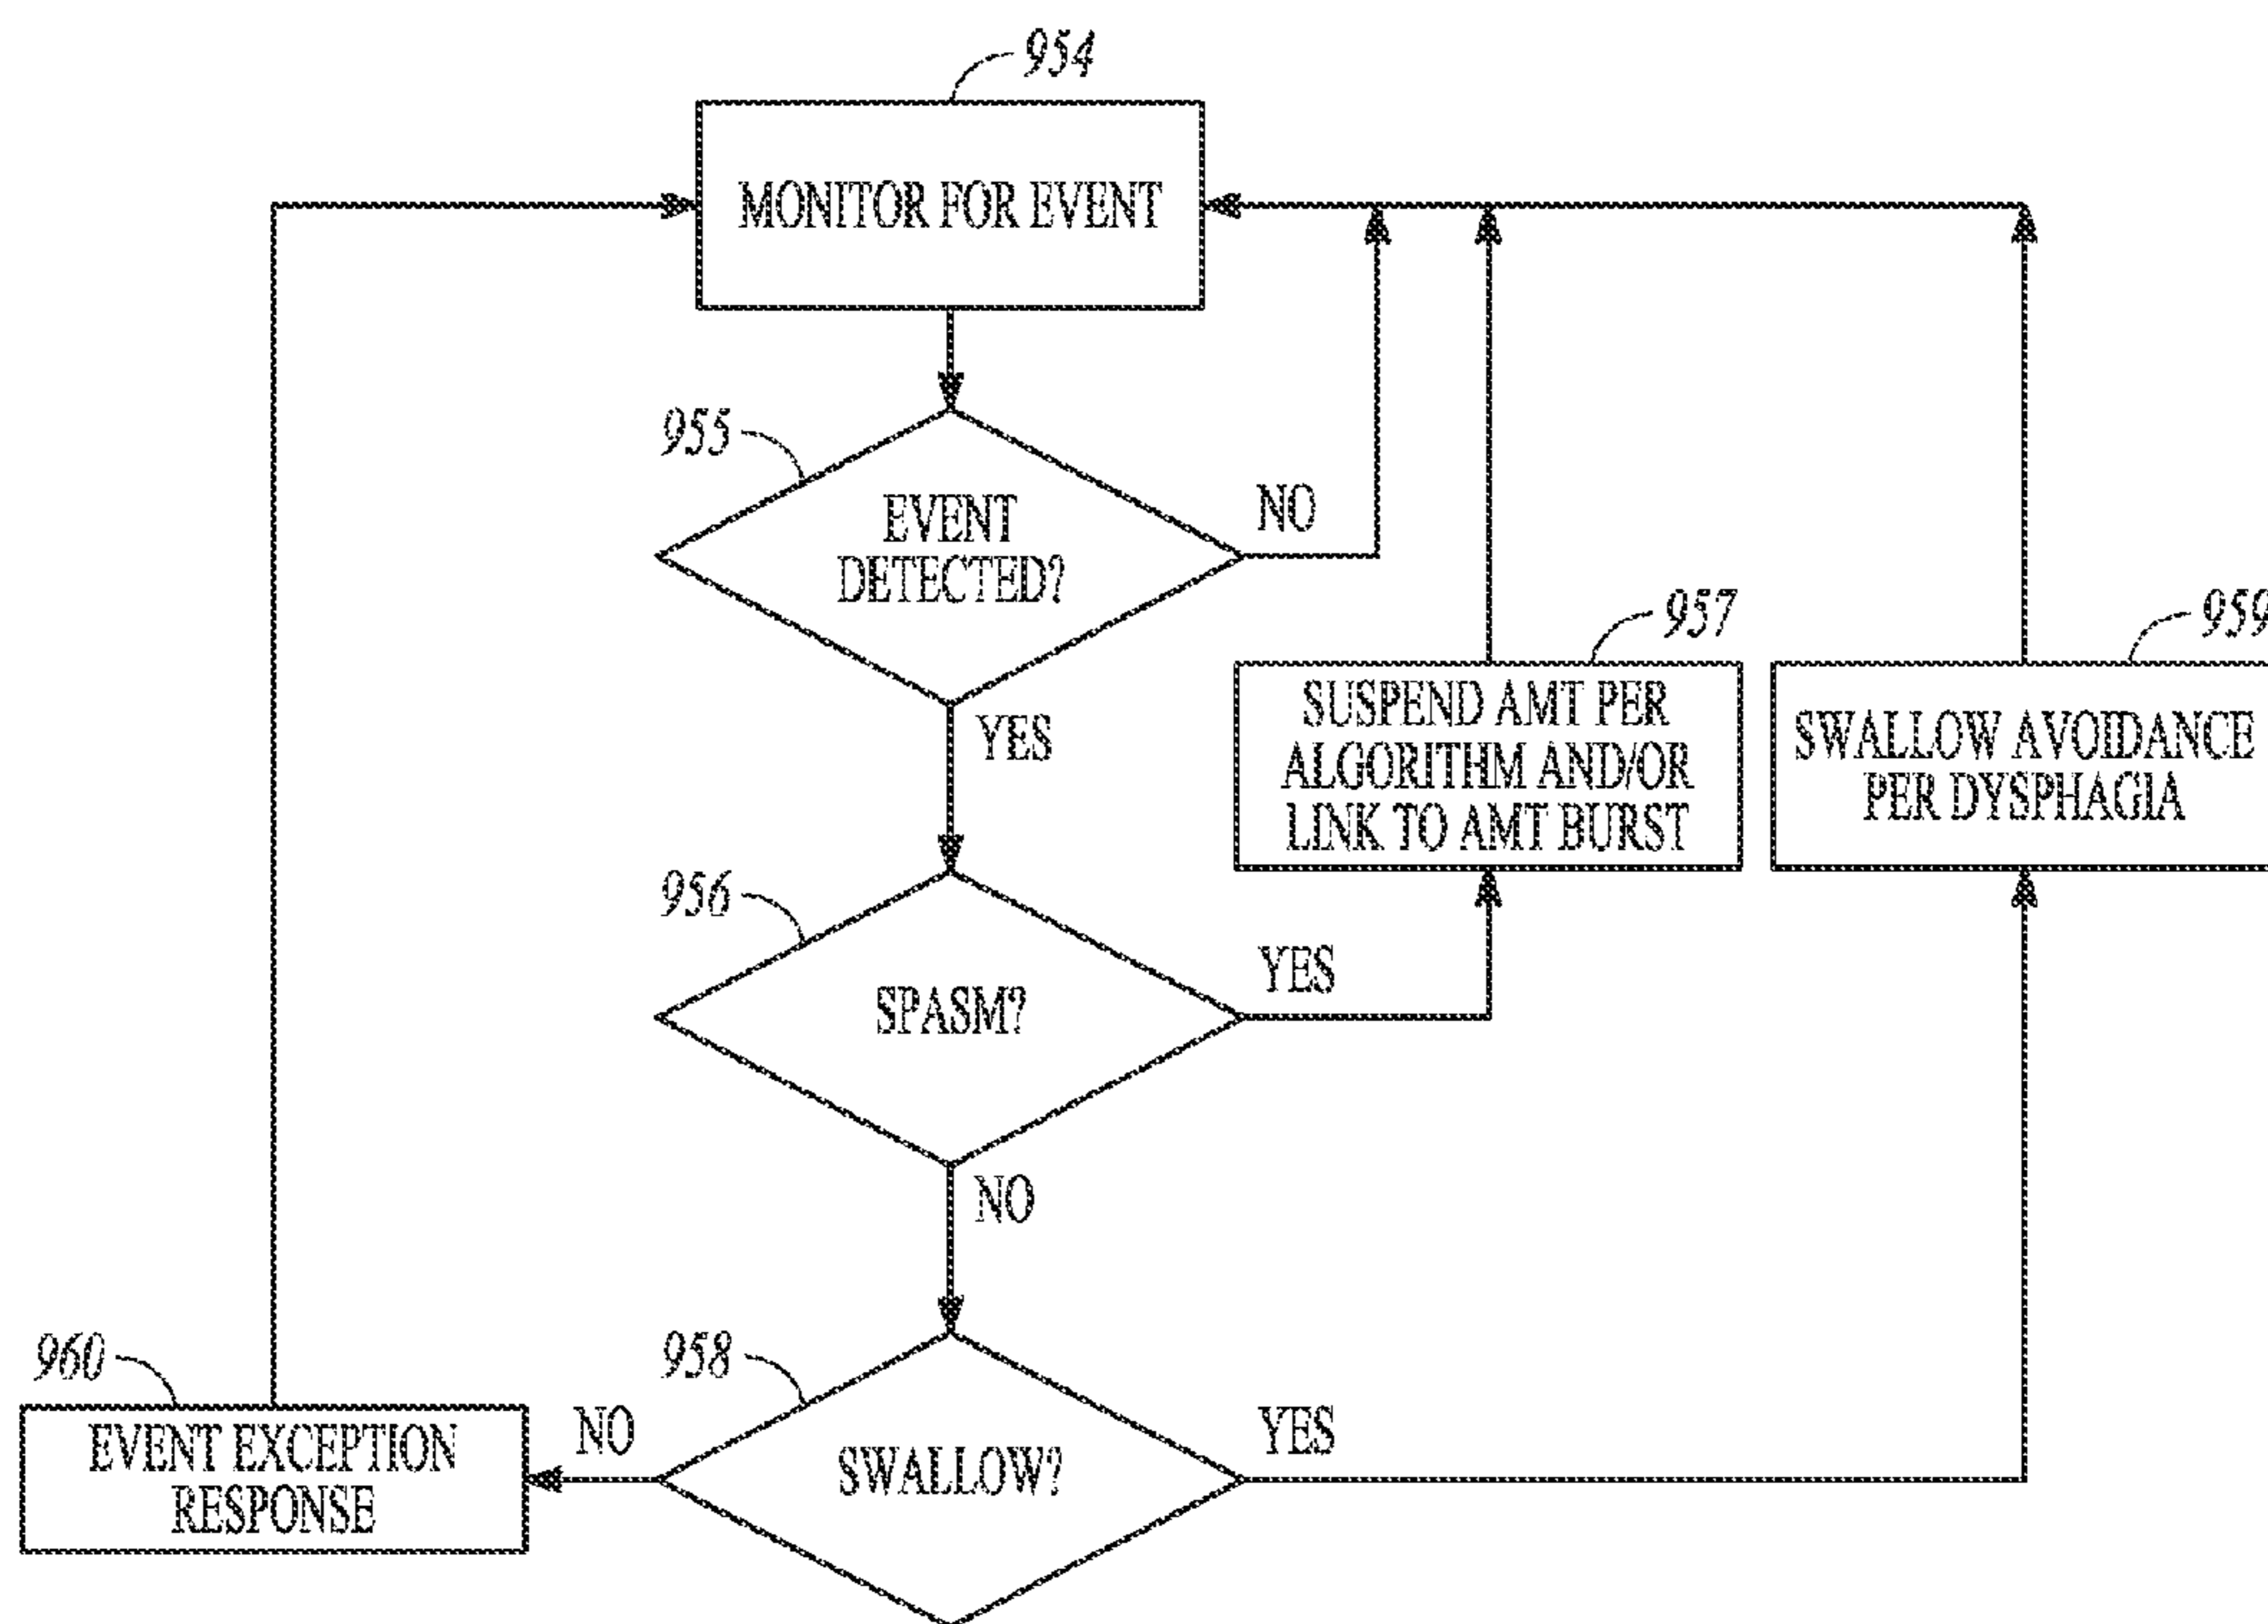 954
MONITOR FOR EVENT
955
EVENT
DETECTED?
NO
YES
957
SUSPEND AMT PER
ALGORITHM AND/OR
LINK TO AMT BURST
959
SWALLOW AVOIDANCE
PER DYSPHAGIA
956
SPASM?
YES
NO
960
EVENT EXCEPTION
RESPONSE
NO
958
SWALLOW?
YES